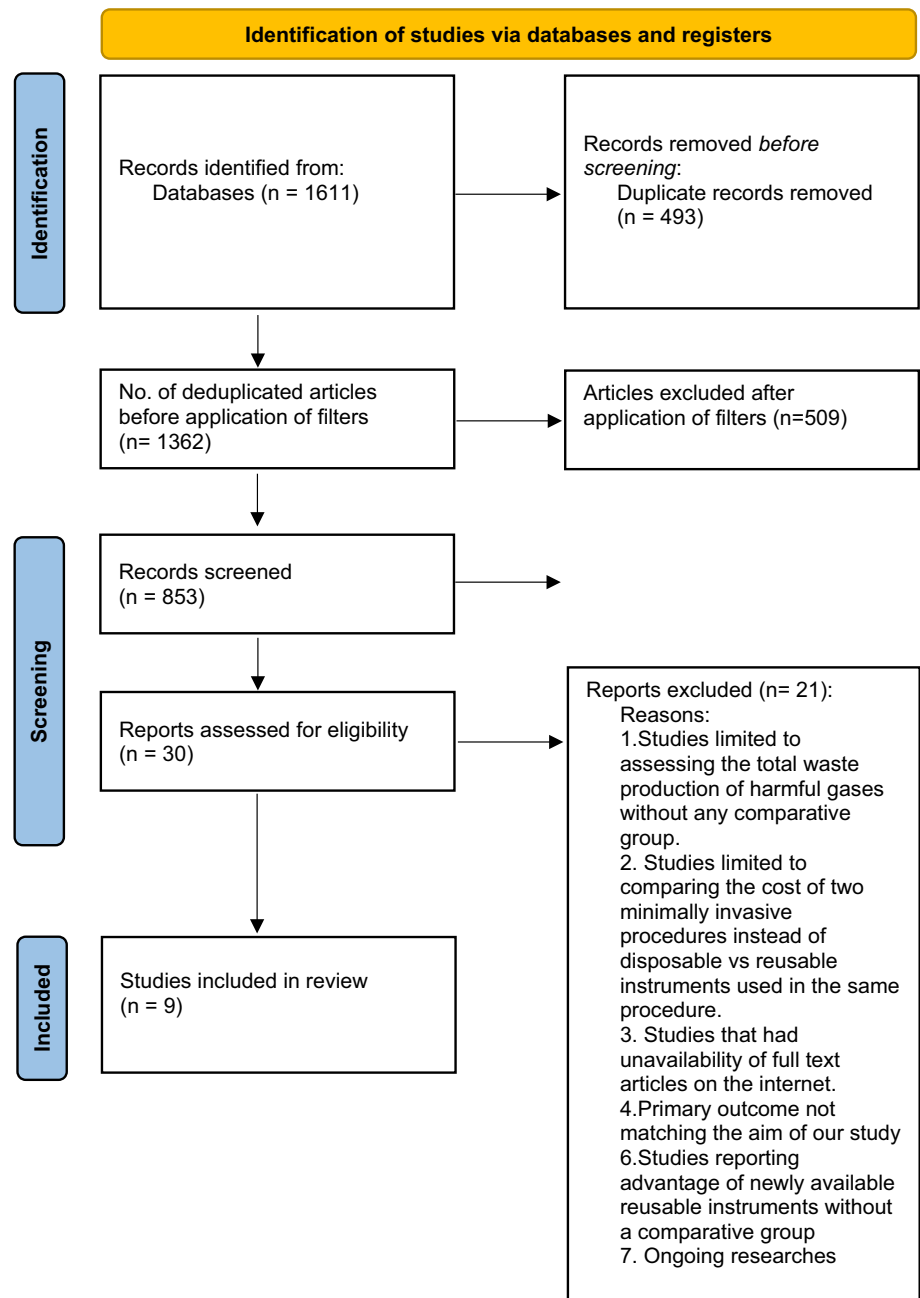 Identification of studies via databases and registers
Identification
Records identified from:
Databases (n = 1611)
Records removed before
screening:
Duplicate records removed
(n = 493)
No. of deduplicated articles
before application of filters
(n= 1362)
Articles excluded after
application of filters (n=509)
Screening
Records screened
(n = 853)
Reports assessed for eligibility
(n = 30)
Reports excluded (n= 21):
Reasons:
1.Studies limited to
assessing the total waste
production of harmful gases
without any comparative
group.
2. Studies limited to
comparing the cost of two
minimally invasive
procedures instead of
disposable vs reusable
instruments used in the same
procedure.
3. Studies that had
unavailability of full text
articles on the internet.
4.Primary outcome not
matching the aim of our study
6.Studies reporting
advantage of newly available
reusable instruments without
a comparative group
7. Ongoing researches
Included
Studies included in review
(n = 9)